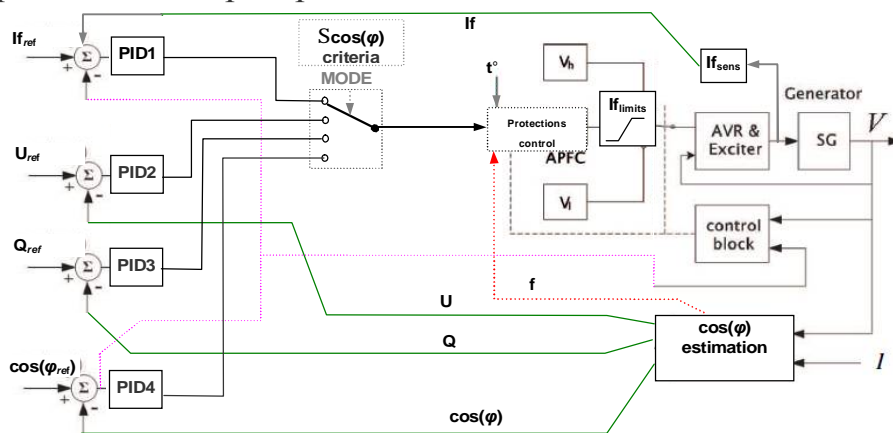 If
If_ref
Σ
+
-
PID1
Scos(φ)
criteria
MODE
t°
V_h
If_limits
If_sens
Generator
V
Protections
control
APFC
AVR &
Exciter
SG
U_ref
Σ
+
-
PID2
V_l
control
block
Q_ref
Σ
+
-
PID3
U
f
Q
cos(φ)
estimation
I
cos(φ_ref)
Σ
+
-
PID4
cos(φ)